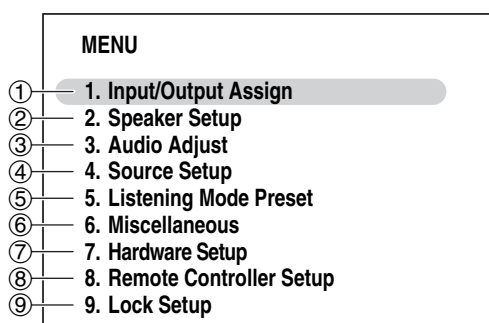 MENU
① 1. Input/Output Assign
② 2. Speaker Setup
③ 3. Audio Adjust
④ 4. Source Setup
⑤ 5. Listening Mode Preset
⑥ 6. Miscellaneous
⑦ 7. Hardware Setup
⑧ 8. Remote Controller Setup
⑨ 9. Lock Setup